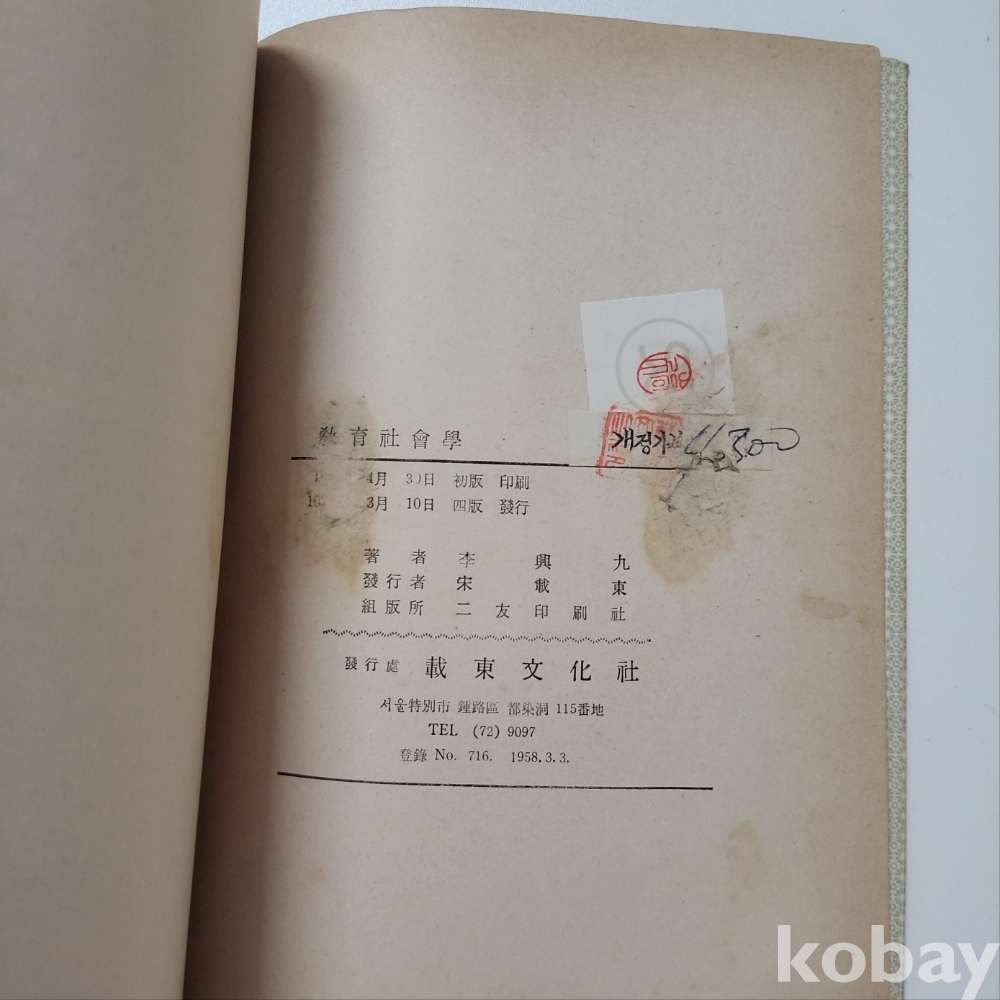 教育社會學
개정가 ₩ 300
4月 30日 初版 印刷
3月 10日 四版 發行
著者 李興九
發行者 宋載東
組版所 二友印刷社
發行處 載東文化社
서울特別市 鍾路區 都染洞 115番地
TEL (72) 9097
登錄 No. 716. 1958.3.3.
kobay